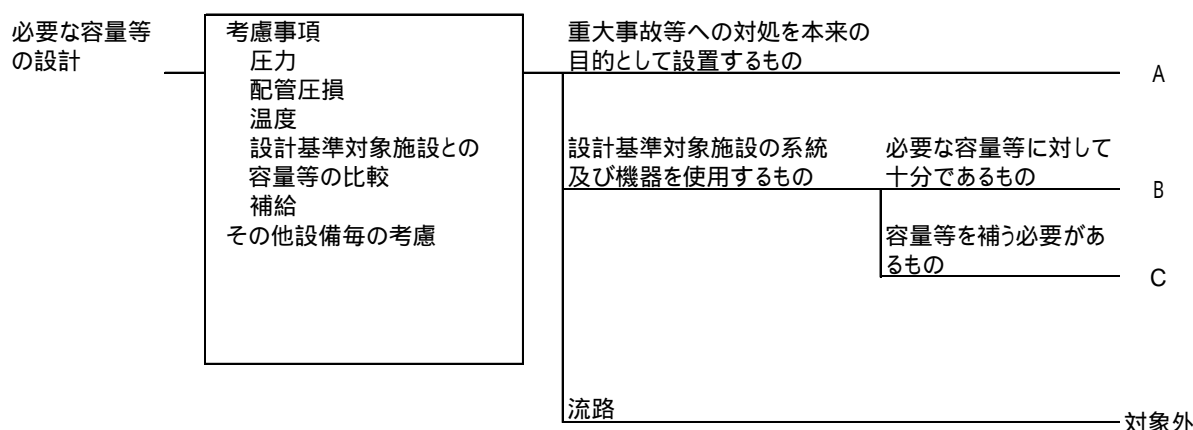 必要な容量等
の設計
考慮事項
圧力
配管圧損
温度
設計基準対象施設との
容量等の比較
補給
その他設備毎の考慮
重大事故等への対処を本来の
目的として設置するもの
A
設計基準対象施設の系統
及び機器を使用するもの
必要な容量等に対して
十分であるもの
B
容量等を補う必要があ
るもの
C
流路
対象外